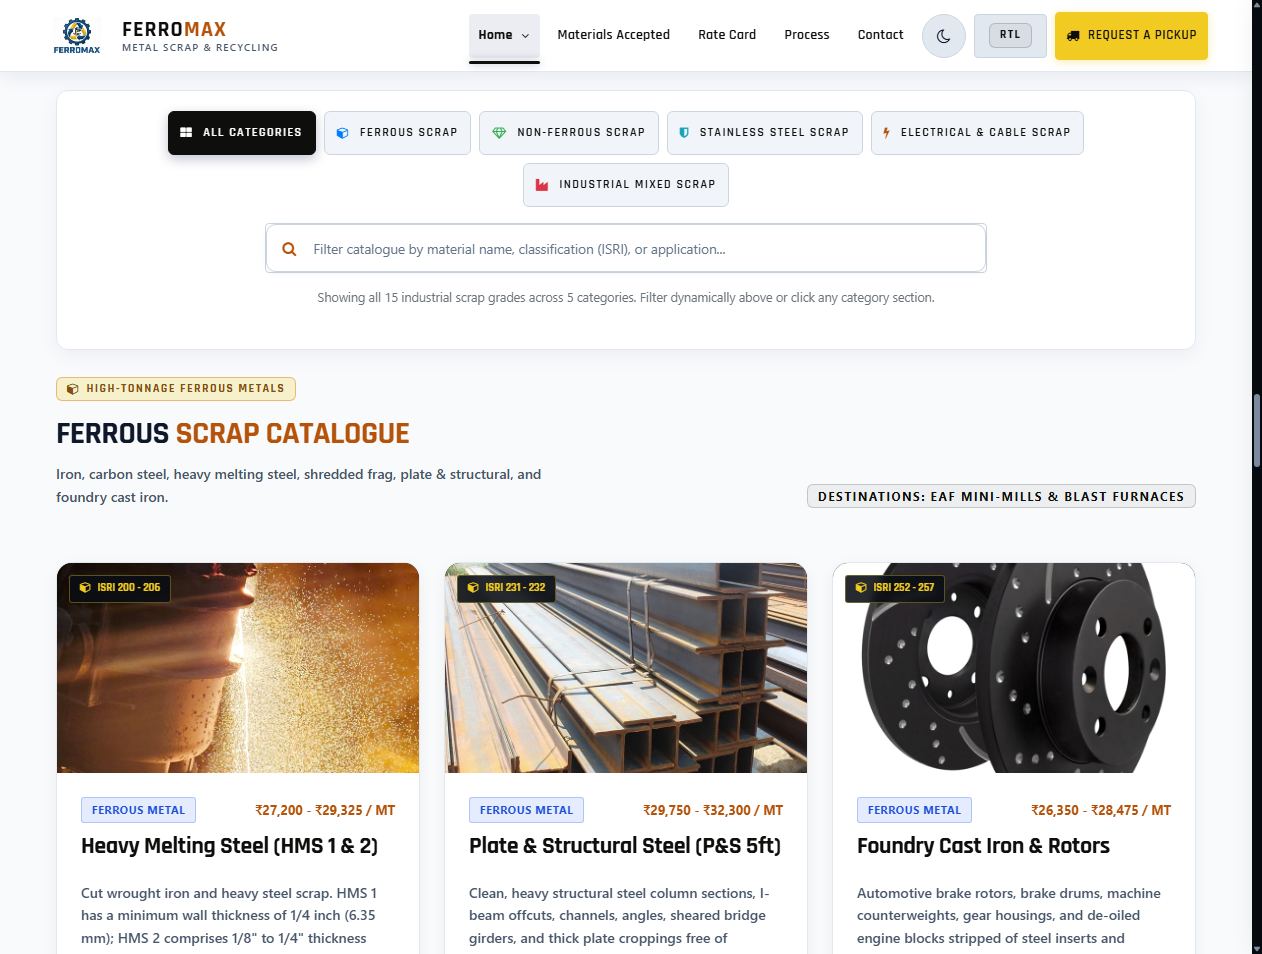 FERROMAX
FERROMAX
METAL SCRAP & RECYCLING
Home
Materials Accepted
Rate Card
Process
Contact
RTL
REQUEST A PICKUP
ALL CATEGORIES
FERROUS SCRAP
NON-FERROUS SCRAP
STAINLESS STEEL SCRAP
ELECTRICAL & CABLE SCRAP
INDUSTRIAL MIXED SCRAP
Filter catalogue by material name, classification (ISRI), or application...
Showing all 15 industrial scrap grades across 5 categories. Filter dynamically above or click any category section.
HIGH-TONNAGE FERROUS METALS
FERROUS SCRAP CATALOGUE
Iron, carbon steel, heavy melting steel, shredded frag, plate & structural, and
foundry cast iron.
DESTINATIONS: EAF MINI-MILLS & BLAST FURNACES
ISRI 200 - 206
FERROUS METAL
₹27,200 - ₹29,325 / MT
Heavy Melting Steel (HMS 1 & 2)
Cut wrought iron and heavy steel scrap. HMS 1
has a minimum wall thickness of 1/4 inch (6.35
mm); HMS 2 comprises 1/8" to 1/4" thickness
ISRI 231 - 232
FERROUS METAL
₹29,750 - ₹32,300 / MT
Plate & Structural Steel (P&S 5ft)
Clean, heavy structural steel column sections, I-
beam offcuts, channels, angles, sheared bridge
girders, and thick plate croppings free of
ISRI 252 - 257
FERROUS METAL
₹26,350 - ₹28,475 / MT
Foundry Cast Iron & Rotors
Automotive brake rotors, brake drums, machine
counterweights, gear housings, and de-oiled
engine blocks stripped of steel inserts and